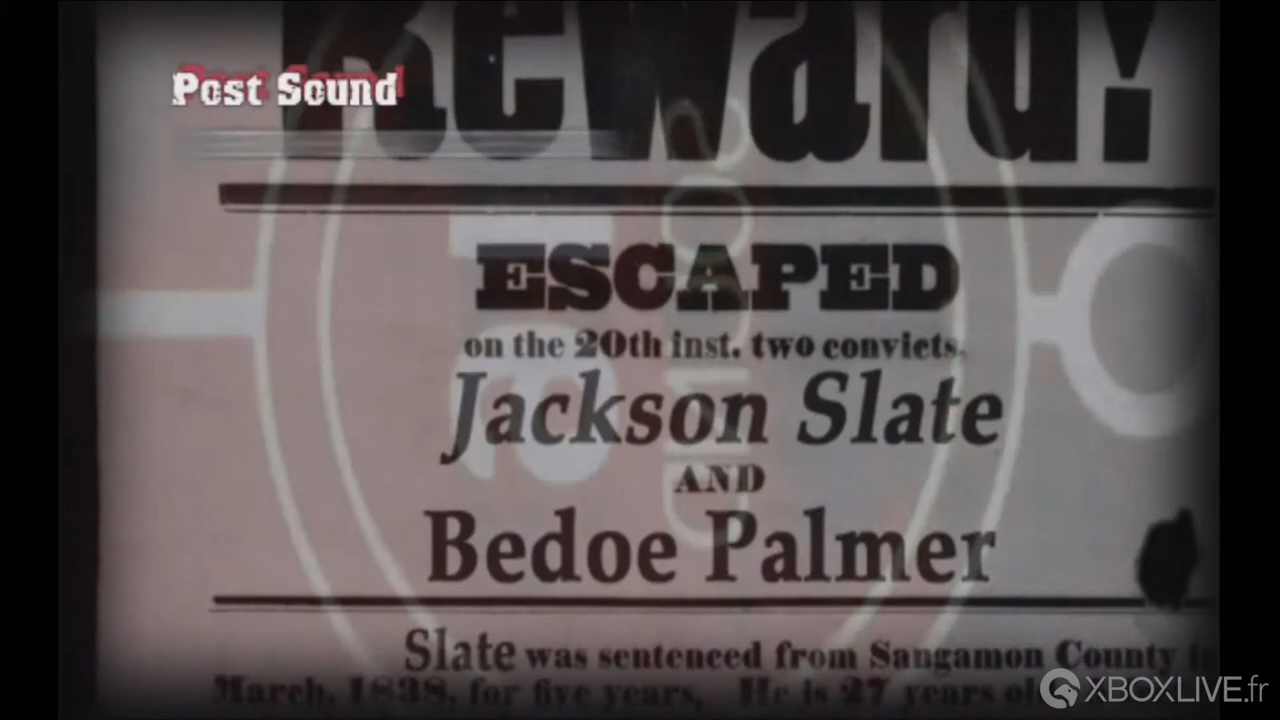 Post Sound
Reward!
ESCAPED
on the 20th inst. two convicts,
Jackson Slate
AND
Bedoe Palmer
Slate was sentenced from Sangamon County
March, 1838, for five years, He is 27 years
XBOXLIVE.fr